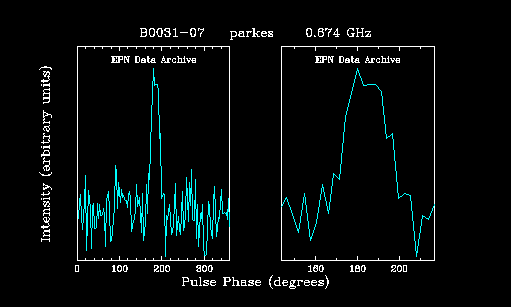 B0031-07 parkes 0.674 GHz
EPN Data Archive EPN Data Archive
Intensity (arbitrary units)
0 100 200 300 160 180 200
Pulse Phase (degrees)